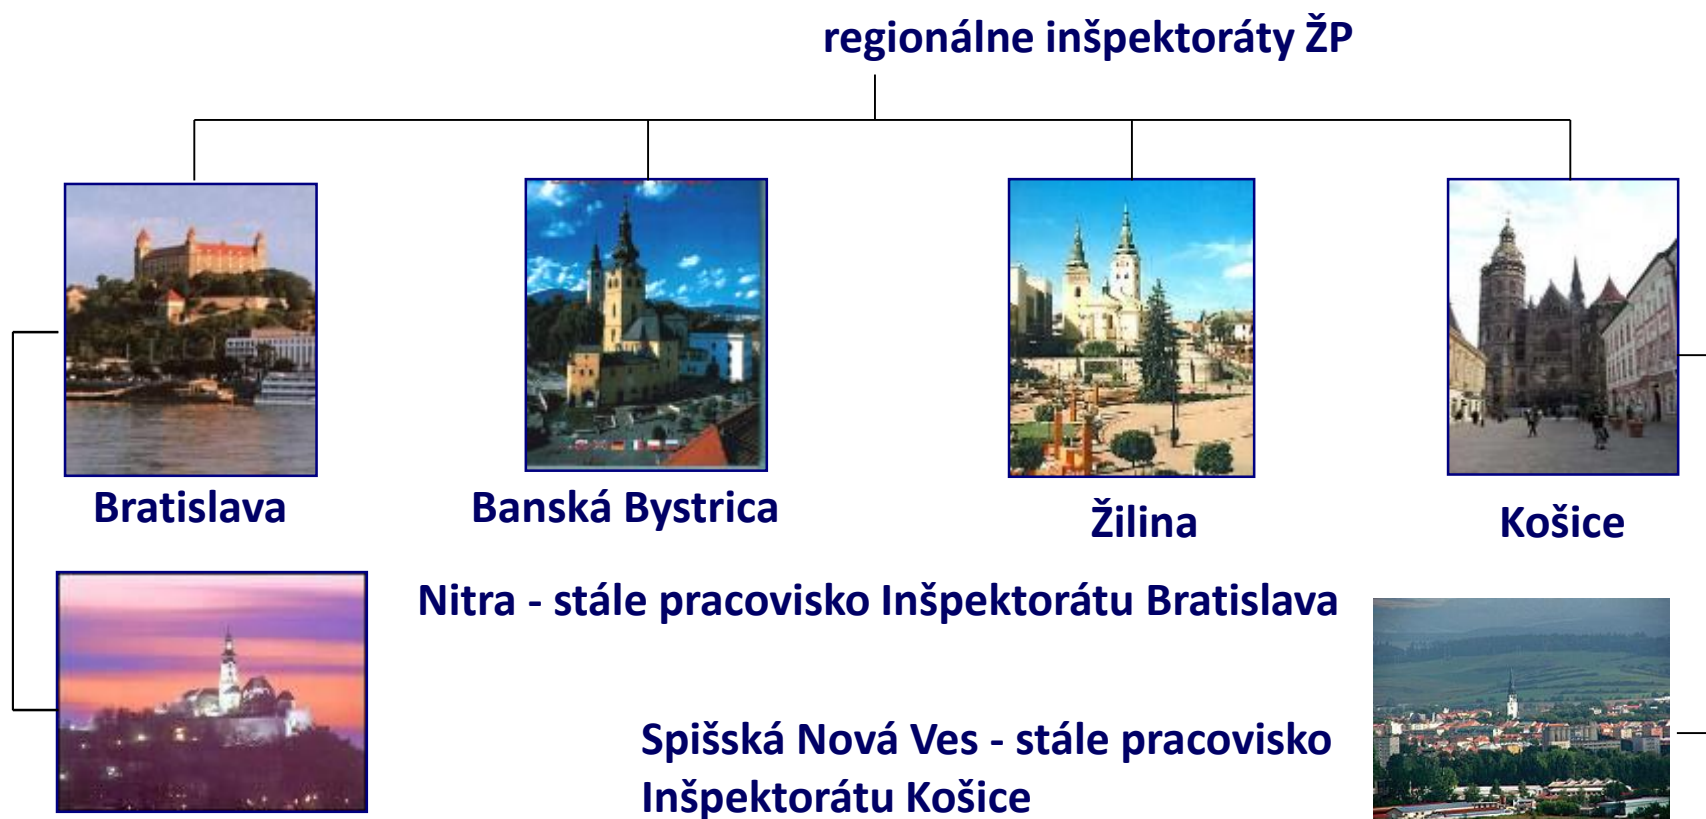 regionálne inšpektoráty ŽP
Bratislava
Banská Bystrica
Žilina
Košice
Nitra - stále pracovisko Inšpektorátu Bratislava
Spišská Nová Ves - stále pracovisko
Inšpektorátu Košice